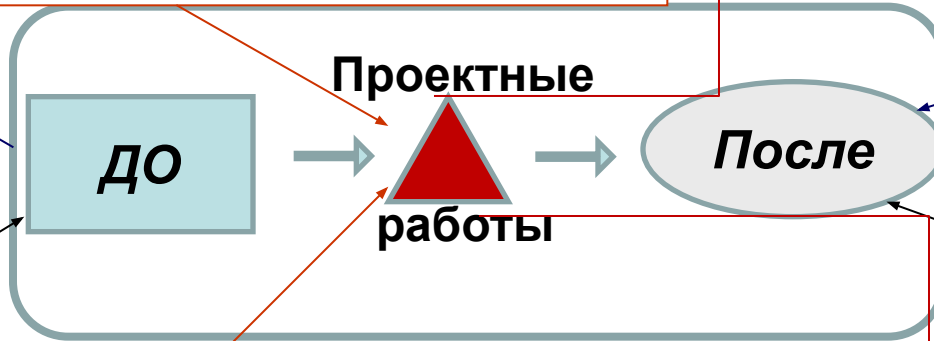 Проектные
ДО
После
работы